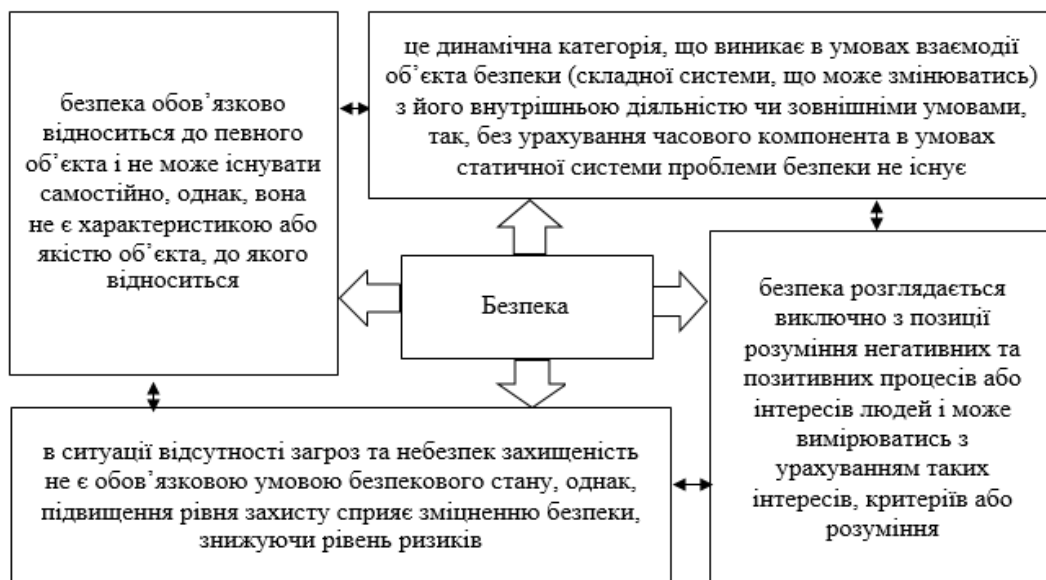 безпека обов’язково
відноситься до певного
об’єкта і не може існувати
самостійно, однак, вона
не є характеристикою або
якістю об’єкта, до якого
відноситься
це динамічна категорія, що виникає в умовах взаємодії
об’єкта безпеки (складної системи, що може змінюватись)
з його внутрішньою діяльністю чи зовнішніми умовами,
так, без урахування часового компонента в умовах
статичної системи проблеми безпеки не існує
Безпека
безпека розглядається
виключно з позиції
розуміння негативних та
позитивних процесів або
інтересів людей і може
вимірюватись з
урахуванням таких
інтересів, критеріїв або
розуміння
в ситуації відсутності загроз та небезпек захищеність
не є обов’язковою умовою безпекового стану, однак,
підвищення рівня захисту сприяє зміцненню безпеки,
знижуючи рівень ризиків